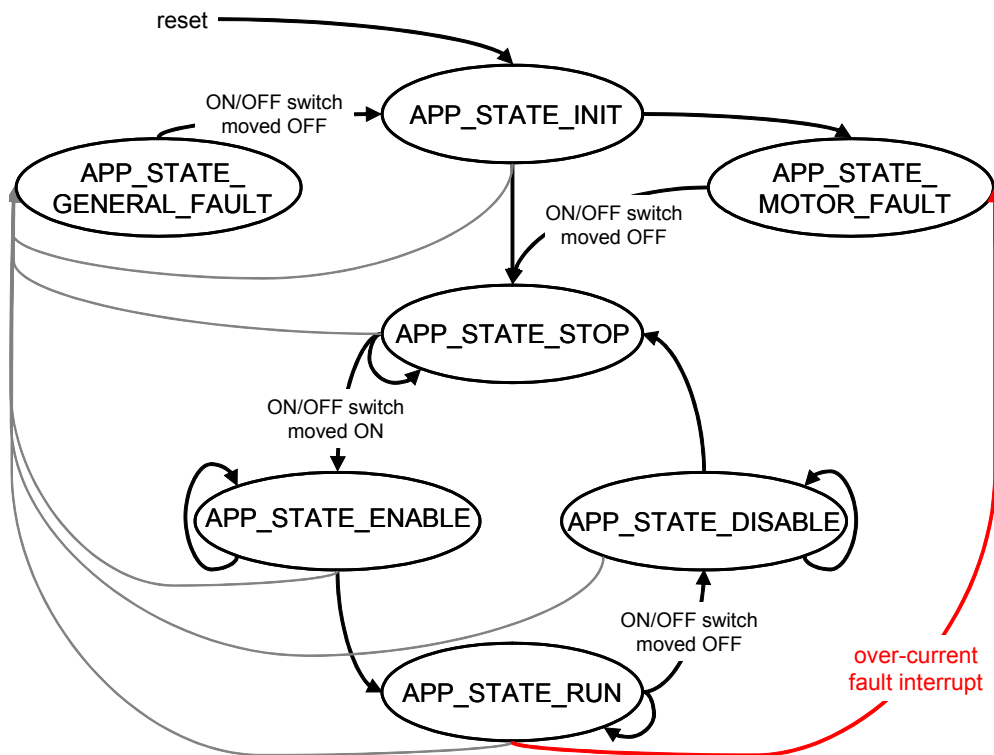 reset
APP_STATE_INIT
ON/OFF switch
moved OFF
APP_STATE_
GENERAL_FAULT
APP_STATE_
MOTOR_FAULT
ON/OFF switch
moved OFF
APP_STATE_STOP
ON/OFF switch
moved ON
APP_STATE_ENABLE
APP_STATE_DISABLE
ON/OFF switch
moved OFF
APP_STATE_RUN
over-current
fault interrupt